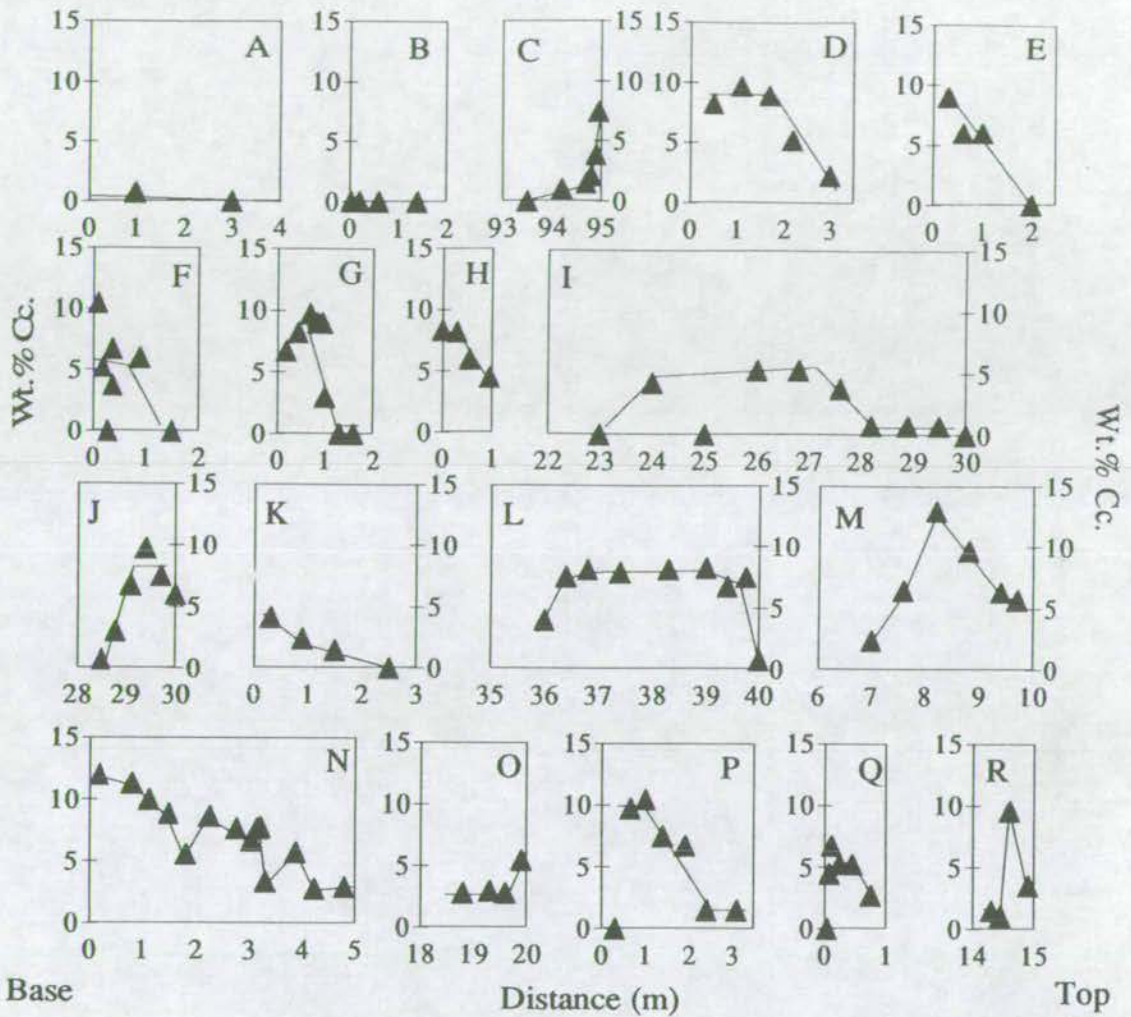 15 15 15 15 15
A B C D E
10 10 10 10 10
5 5 5 5 5
0 0 0 0 0
0 1 2 3 4 0 1 2 93 94 95 0 1 2 3 0 1 2
15 15 15 15
F G H I
10 10 10 10
5 5 5 5
0 0 0 0
0 1 2 0 1 2 0 1 22 23 24 25 26 27 28 29 30
Wt.% Cc.
Wt.% Cc.
15 15 15 15
J K L M
10 10 10 10
5 5 5 5
0 0 0 0
28 29 30 0 1 2 3 35 36 37 38 39 40 6 7 8 9 10
15 15 15 15 15
N O P Q R
10 10 10 10 10
5 5 5 5 5
0 0 0 0 0
0 1 2 3 4 5 18 19 20 0 1 2 3 0 1 14 15
Base Distance (m) Top